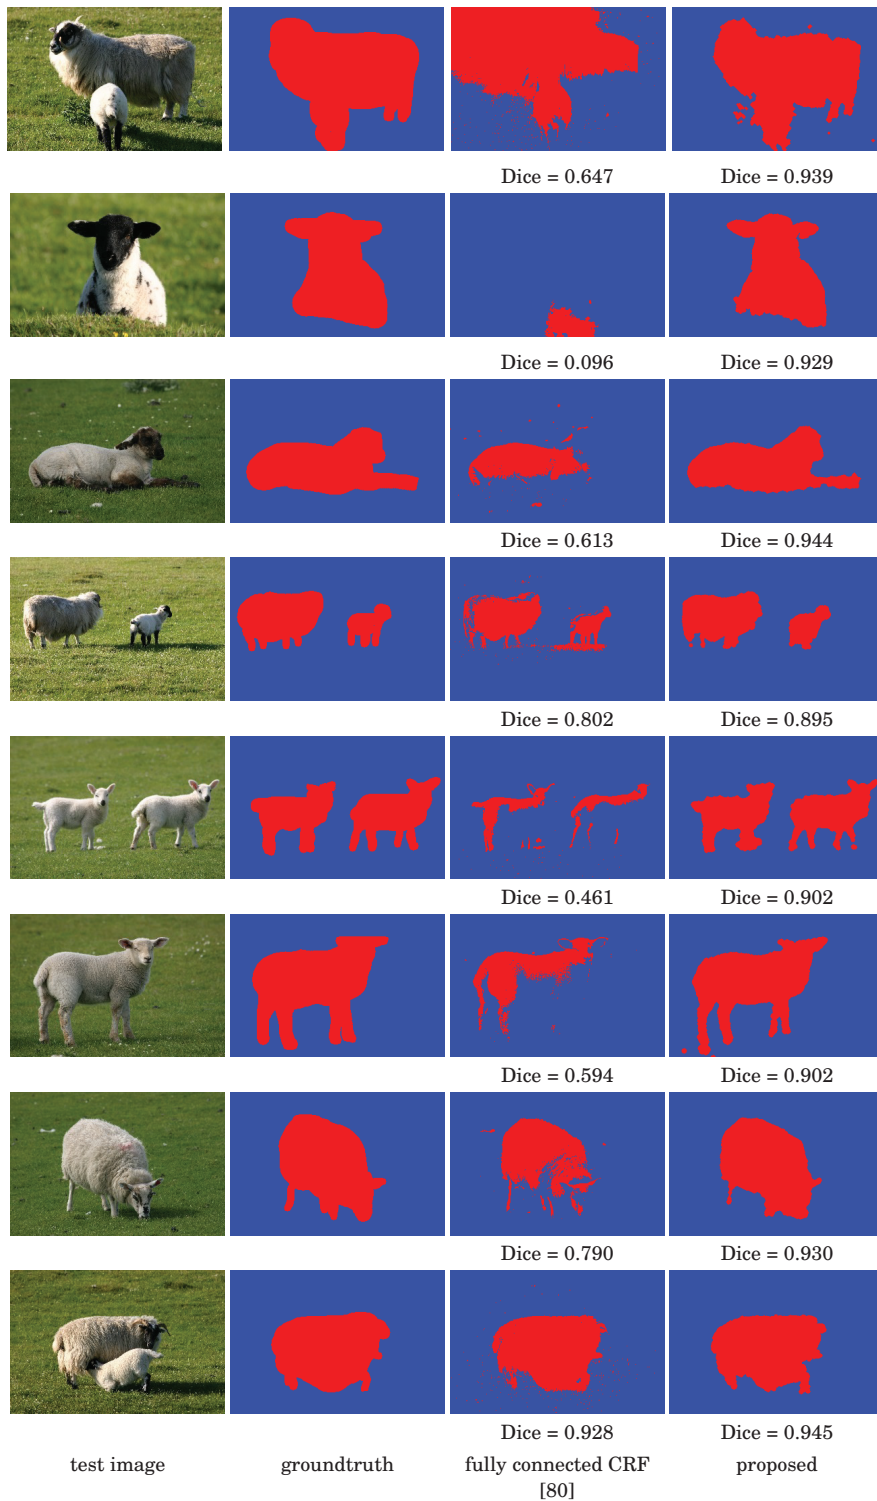 Dice = 0.647 Dice = 0.939
Dice = 0.096 Dice = 0.929
Dice = 0.613 Dice = 0.944
Dice = 0.802 Dice = 0.895
Dice = 0.461 Dice = 0.902
Dice = 0.594 Dice = 0.902
Dice = 0.790 Dice = 0.930
Dice = 0.928 Dice = 0.945
test image groundtruth fully connected CRF proposed
[80]